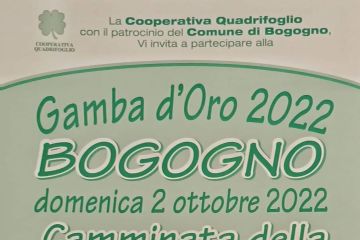 COOPERATIVA
QUADRIFOGLIO
La Cooperativa Quadrifoglio
con il patrocinio del Comune di Bogogno,
Vi invita a partecipare alla
Gamba d'Oro 2022
BOGOGNO
domenica 2 ottobre 2022
Camminata della